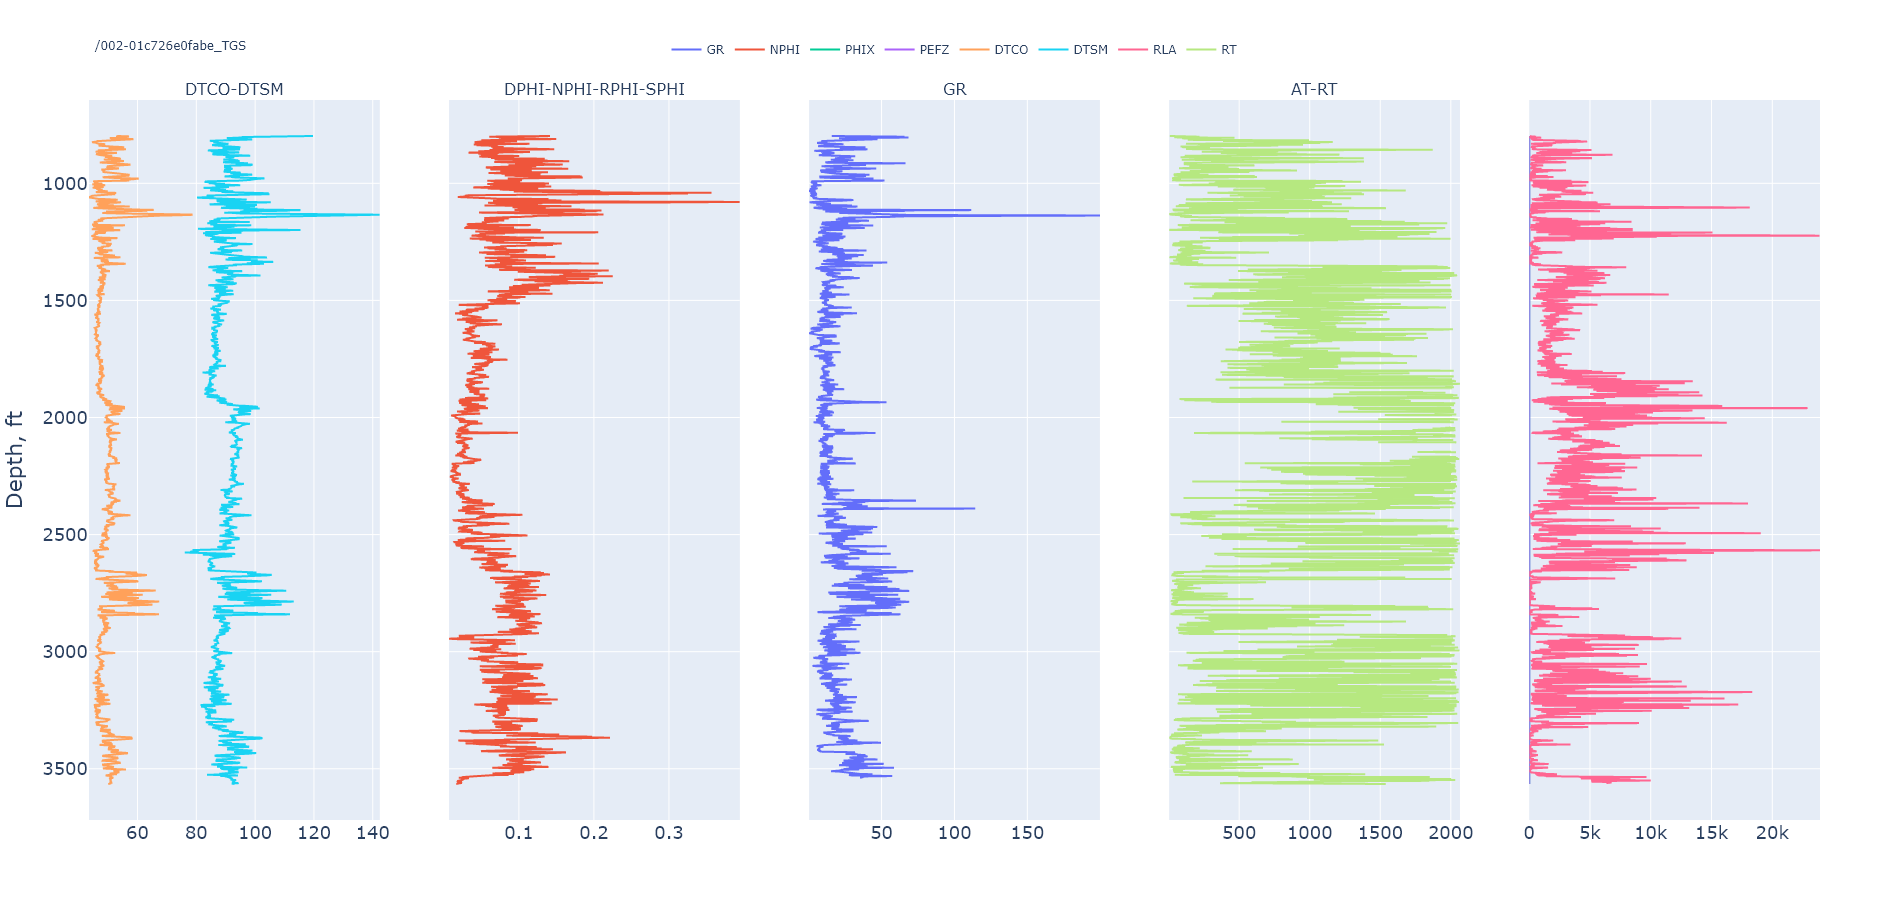 /002-01c726e0fabe_TGS
GR NPHI PHIX PEFZ DTCO DTSM RLA RT
DTCO-DTSM DPHI-NPHI-RPHI-SPHI GR AT-RT
Depth, ft
1000
1500
2000
2500
3000
3500
60 80 100 120 140 0.1 0.2 0.3 50 100 150 500 1000 1500 2000 0 5k 10k 15k 20k